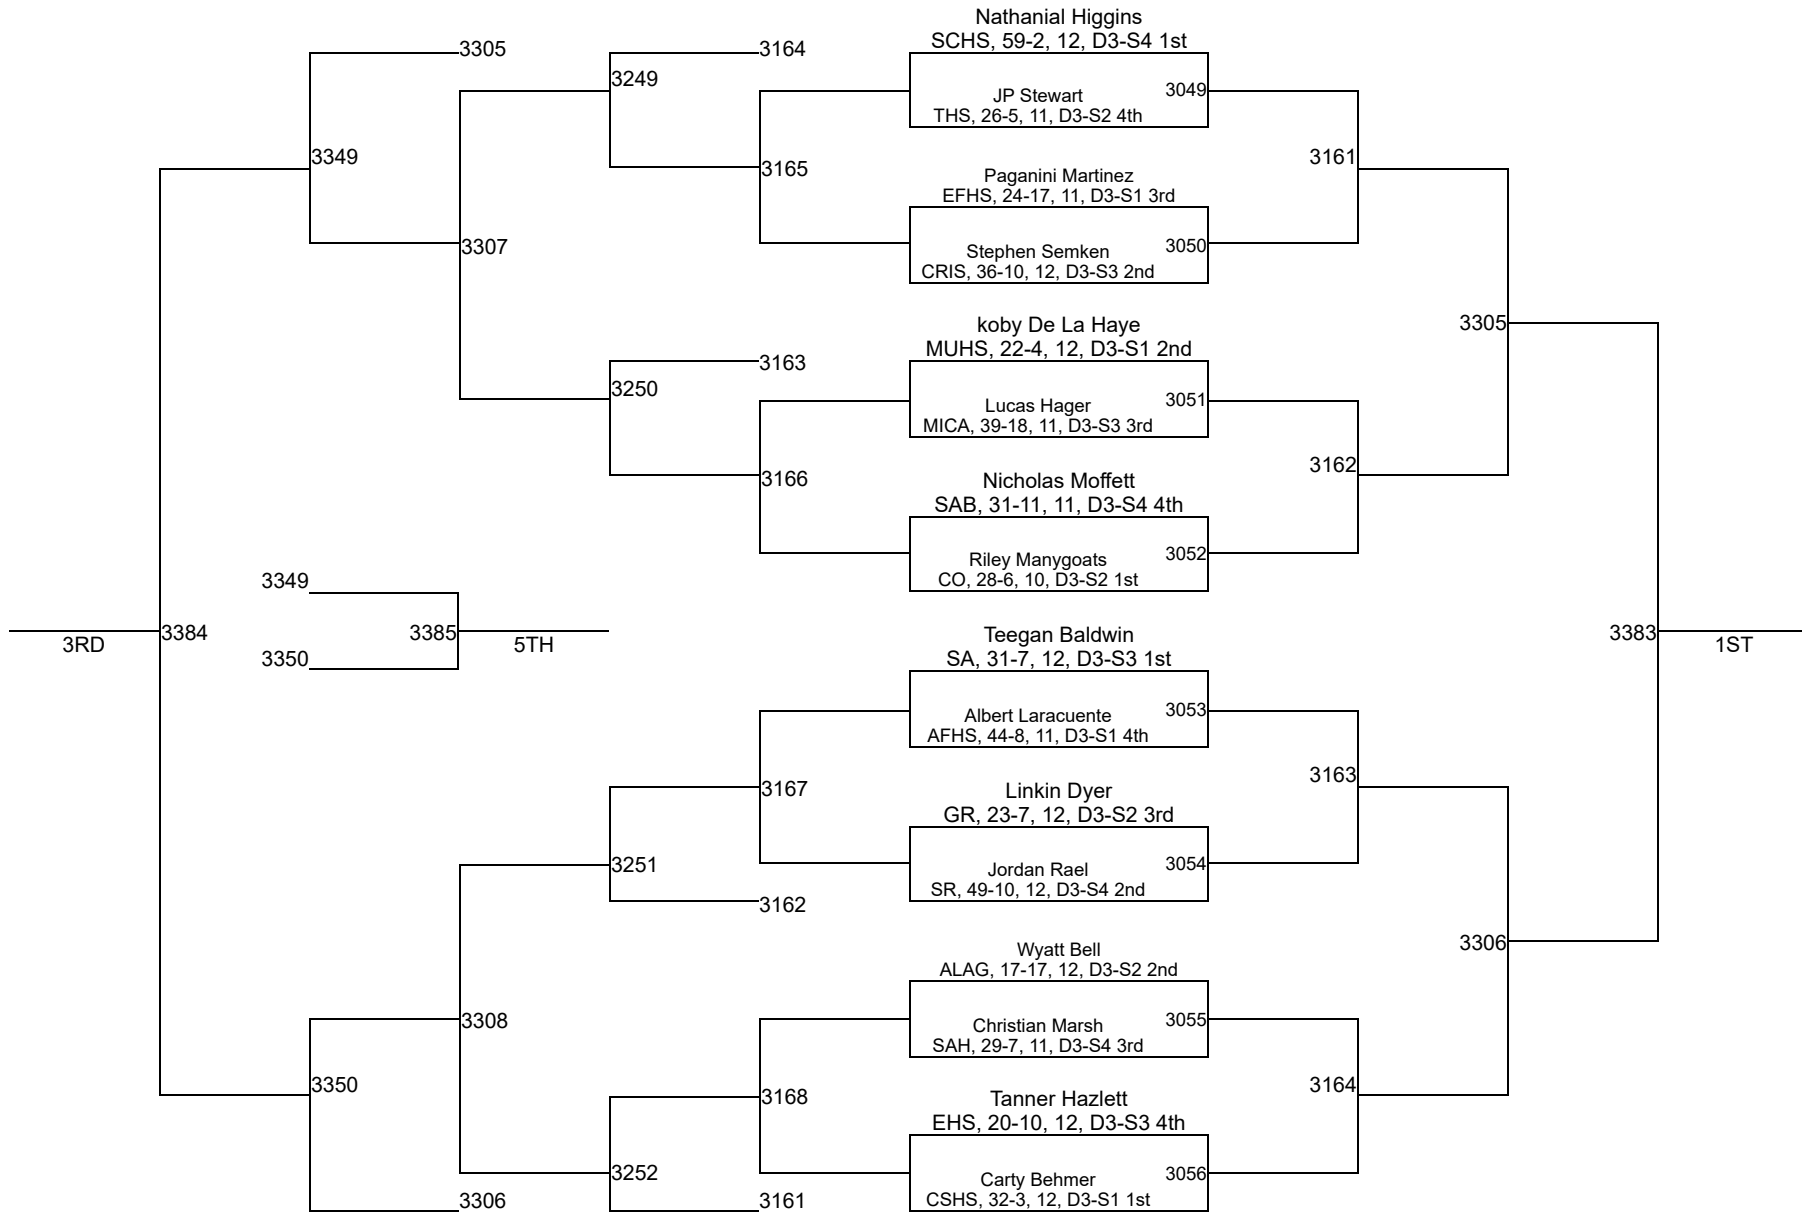 Nathanial Higgins
SCHS, 59-2, 12, D3-S4 1st
3305
3164
3249
JP Stewart
3049
THS, 26-5, 11, D3-S2 4th
3349
3161
3165
Paganini Martinez
EFHS, 24-17, 11, D3-S1 3rd
3307
Stephen Semken
3050
CRIS, 36-10, 12, D3-S3 2nd
koby De La Haye
3305
MUHS, 22-4, 12, D3-S1 2nd
3163
3250
Lucas Hager
3051
MICA, 39-18, 11, D3-S3 3rd
3162
3166
Nicholas Moffett
SAB, 31-11, 11, D3-S4 4th
Riley Manygoats
3052
CO, 28-6, 10, D3-S2 1st
3349
3RD
3384
3385
5TH
3383
1ST
3350
Teegan Baldwin
SA, 31-7, 12, D3-S3 1st
Albert Laracuente
3053
AFHS, 44-8, 11, D3-S1 4th
3163
3167
Linkin Dyer
GR, 23-7, 12, D3-S2 3rd
3251
Jordan Rael
3054
SR, 49-10, 12, D3-S4 2nd
3162
3306
Wyatt Bell
ALAG, 17-17, 12, D3-S2 2nd
3308
Christian Marsh
3055
SAH, 29-7, 11, D3-S4 3rd
3350
3164
3168
Tanner Hazlett
EHS, 20-10, 12, D3-S3 4th
3252
Carty Behmer
3056
CSHS, 32-3, 12, D3-S1 1st
3306
3161